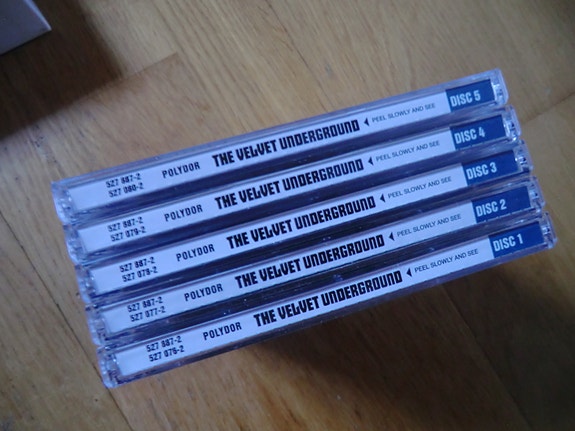 527 887-2
527 080-2 POLYDOR THE VELVET UNDERGROUND PEEL SLOWLY AND SEE DISC 5
527 887-2
527 079-2 POLYDOR THE VELVET UNDERGROUND PEEL SLOWLY AND SEE DISC 4
527 887-2
527 078-2 POLYDOR THE VELVET UNDERGROUND PEEL SLOWLY AND SEE DISC 3
527 887-2
527 077-2 POLYDOR THE VELVET UNDERGROUND PEEL SLOWLY AND SEE DISC 2
527 887-2
527 076-2 POLYDOR THE VELVET UNDERGROUND PEEL SLOWLY AND SEE DISC 1